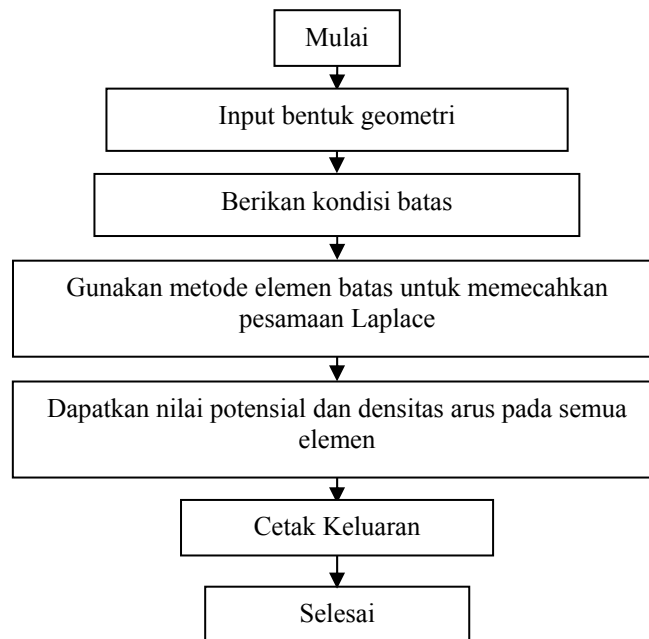 Mulai
Input bentuk geometri
Berikan kondisi batas
Gunakan metode elemen batas untuk memecahkan
pesamaan Laplace
Dapatkan nilai potensial dan densitas arus pada semua
elemen
Cetak Keluaran
Selesai